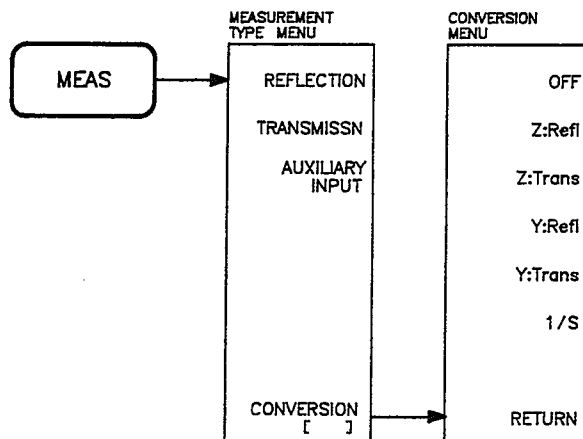 MEAS
MEASUREMENT
TYPE MENU
REFLECTION
TRANSMISSN
AUXILIARY
INPUT
CONVERSION
[ ]
CONVERSION
MENU
OFF
Z:Refl
Z:Trans
Y:Refl
Y:Trans
1/S
RETURN